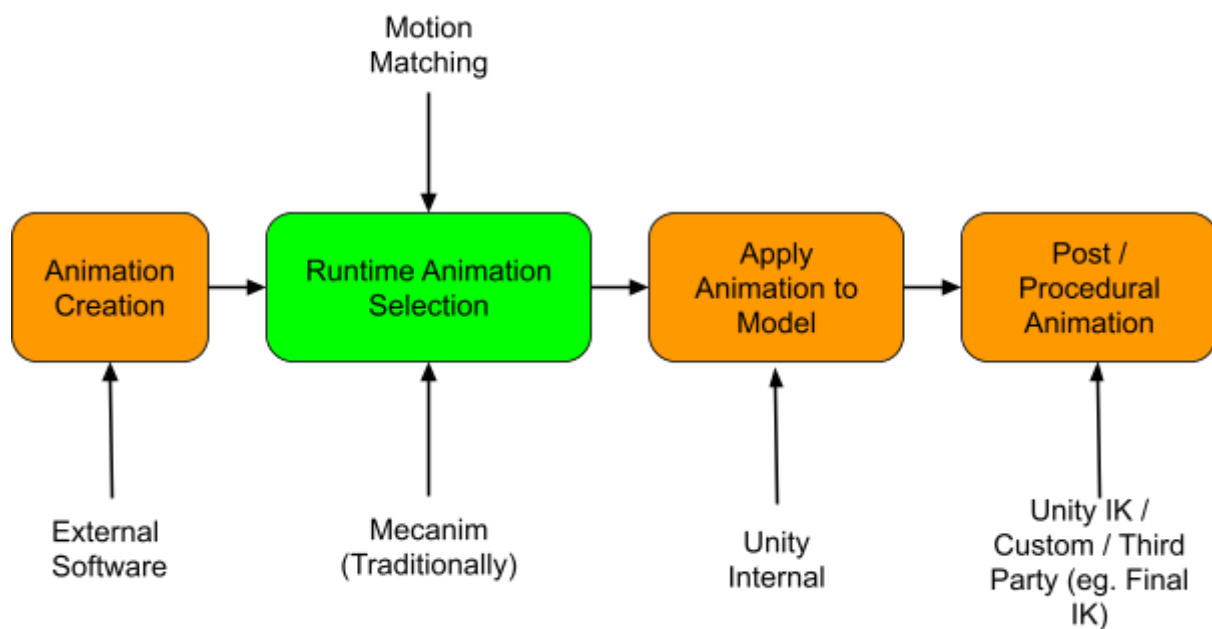 Motion
Matching
Animation
Creation
Runtime Animation
Selection
Apply
Animation to
Model
Post /
Procedural
Animation
External
Software
Mecanim
(Traditionally)
Unity
Internal
Unity IK /
Custom / Third
Party (eg. Final
IK)